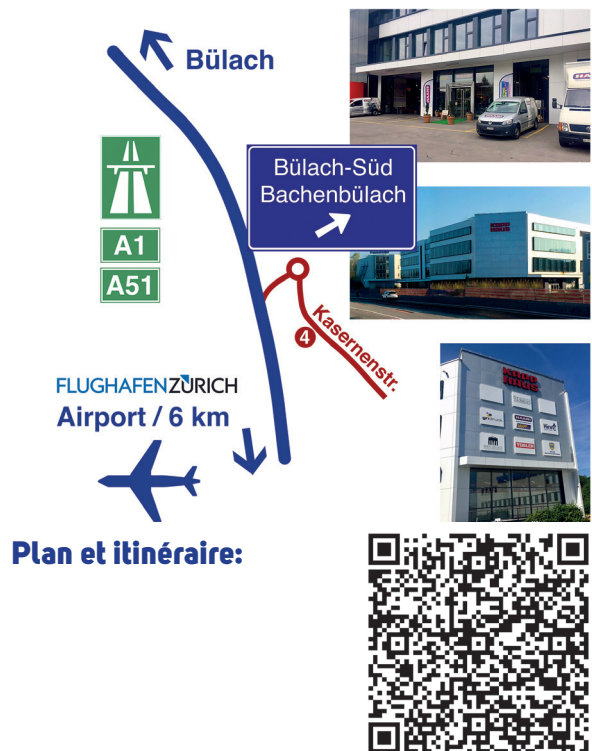 Bülach
Bülach-Süd
Bachenbülach
A1
A51
4
Kasernenstr.
FLUGHAFENZÜRICH
Airport / 6 km
Plan et itinéraire: